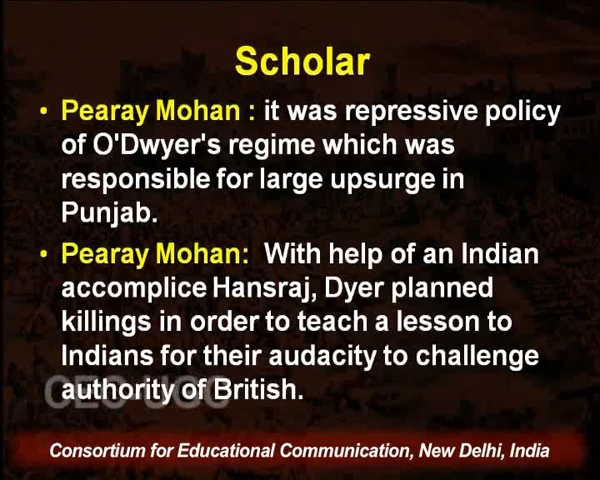 Scholar
• Pearay Mohan : it was repressive policy
of O'Dwyer's regime which was
responsible for large upsurge in
Punjab.
• Pearay Mohan: With help of an Indian
accomplice Hansraj, Dyer planned
killings in order to teach a lesson to
Indians for their audacity to challenge
authority of British.
CEC-UGC
Consortium for Educational Communication, New Delhi, India